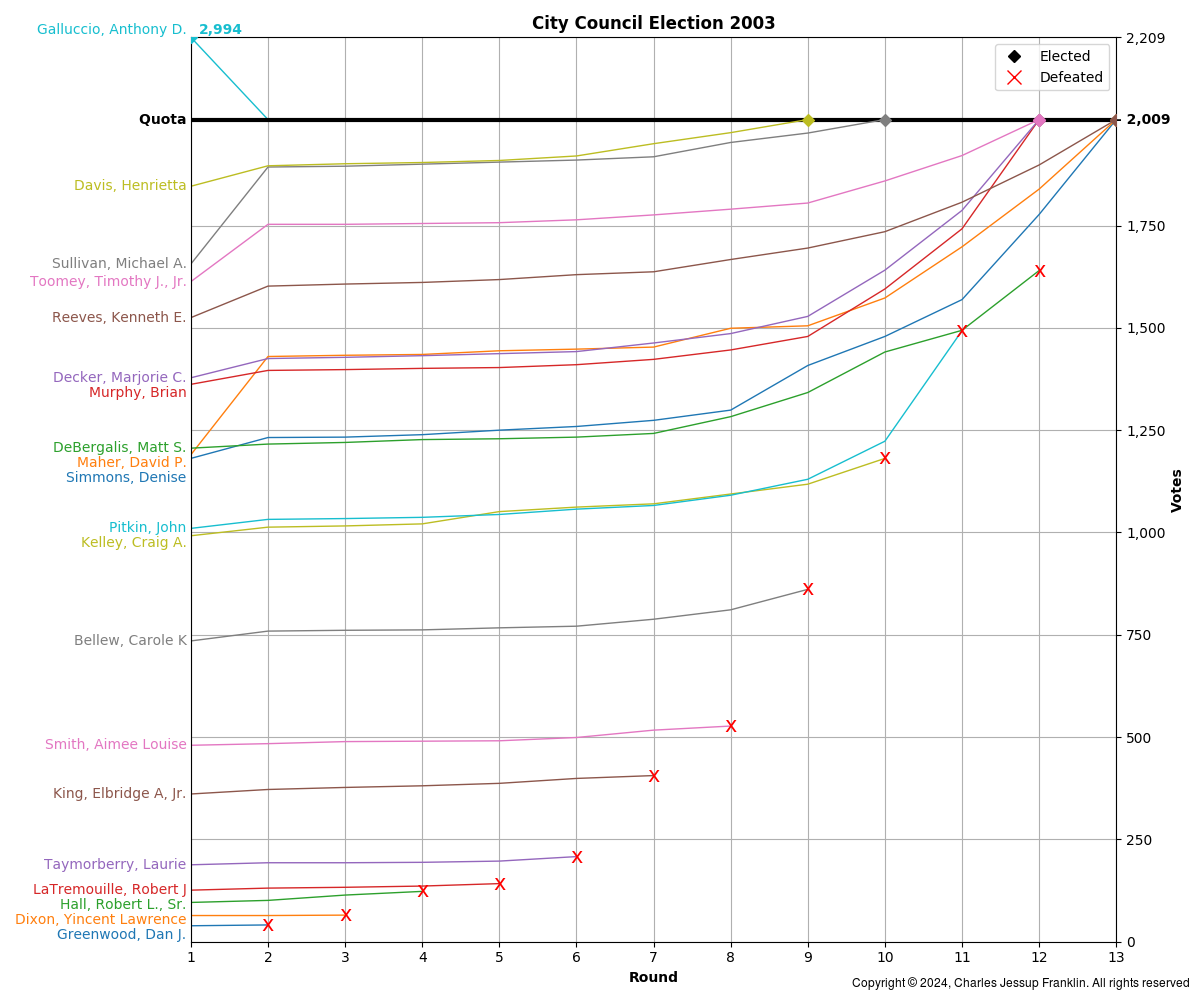 City Council Election 2003
Galluccio, Anthony D. 2,994
2,209
Elected
Defeated
Quota
2,009
Davis, Henrietta
Sullivan, Michael A.
Toomey, Timothy J., Jr.
1,750
Reeves, Kenneth E.
1,500
Decker, Marjorie C.
Murphy, Brian
1,250
DeBergalis, Matt S.
Maher, David P.
Simmons, Denise
Votes
Pitkin, John
1,000
Kelley, Craig A.
Bellew, Carole K
750
Smith, Aimee Louise
500
King, Elbridge A, Jr.
250
Taymorberry, Laurie
LaTremouille, Robert J
Hall, Robert L., Sr.
Dixon, Yincent Lawrence
Greenwood, Dan J.
0
1 2 3 4 5 6 7 8 9 10 11 12 13
Round
Copyright © 2024, Charles Jessup Franklin. All rights reserved